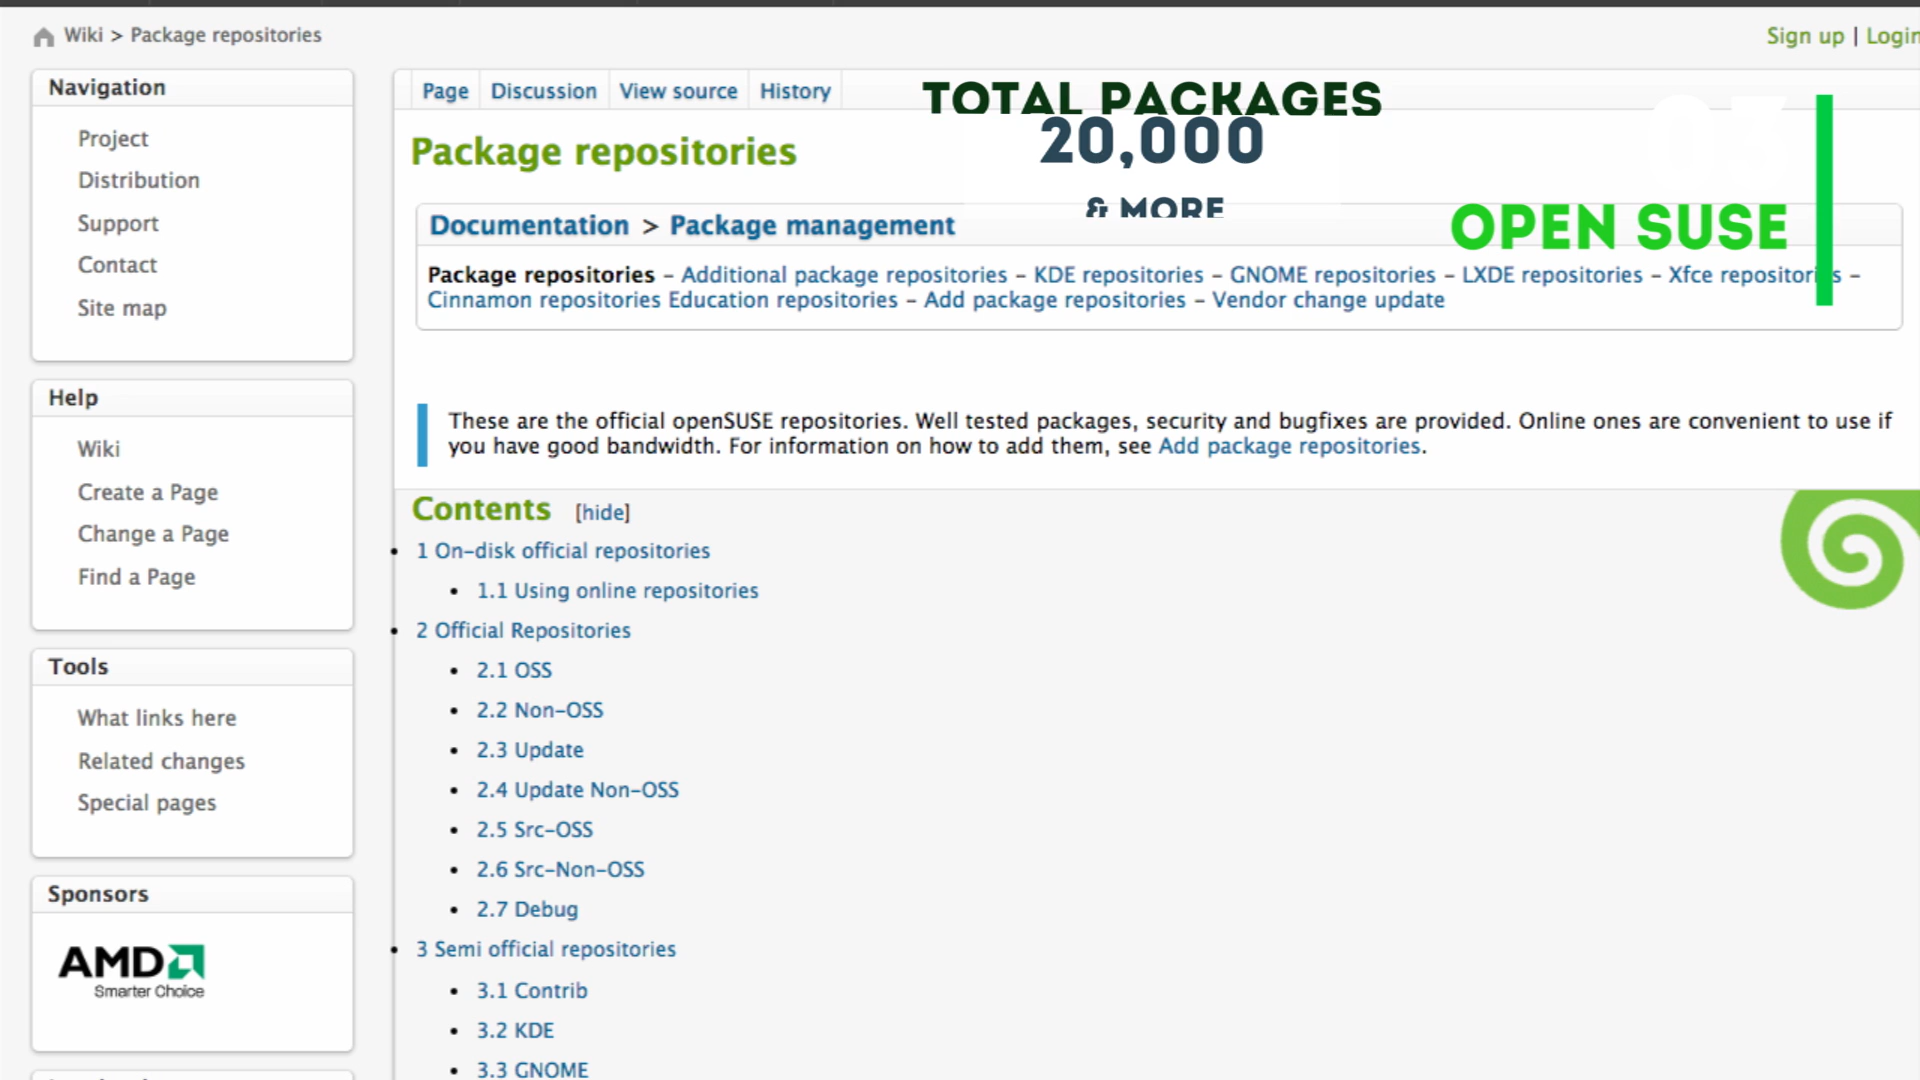 Wiki > Package repositories
Sign up | Login
Navigation
Project
Distribution
Support
Contact
Site map
Help
Wiki
Create a Page
Change a Page
Find a Page
Tools
What links here
Related changes
Special pages
Sponsors
AMD
Smarter Choice
Page Discussion View source History
TOTAL PACKAGES
20,000
& MORE
OPEN SUSE
Package repositories
Documentation > Package management
Package repositories – Additional package repositories – KDE repositories – GNOME repositories – LXDE repositories – Xfce repositories –
Cinnamon repositories Education repositories – Add package repositories – Vendor change update
These are the official openSUSE repositories. Well tested packages, security and bugfixes are provided. Online ones are convenient to use if
you have good bandwidth. For information on how to add them, see Add package repositories.
Contents [hide]
1 On-disk official repositories
1.1 Using online repositories
2 Official Repositories
2.1 OSS
2.2 Non-OSS
2.3 Update
2.4 Update Non-OSS
2.5 Src-OSS
2.6 Src-Non-OSS
2.7 Debug
3 Semi official repositories
3.1 Contrib
3.2 KDE
3.3 GNOME